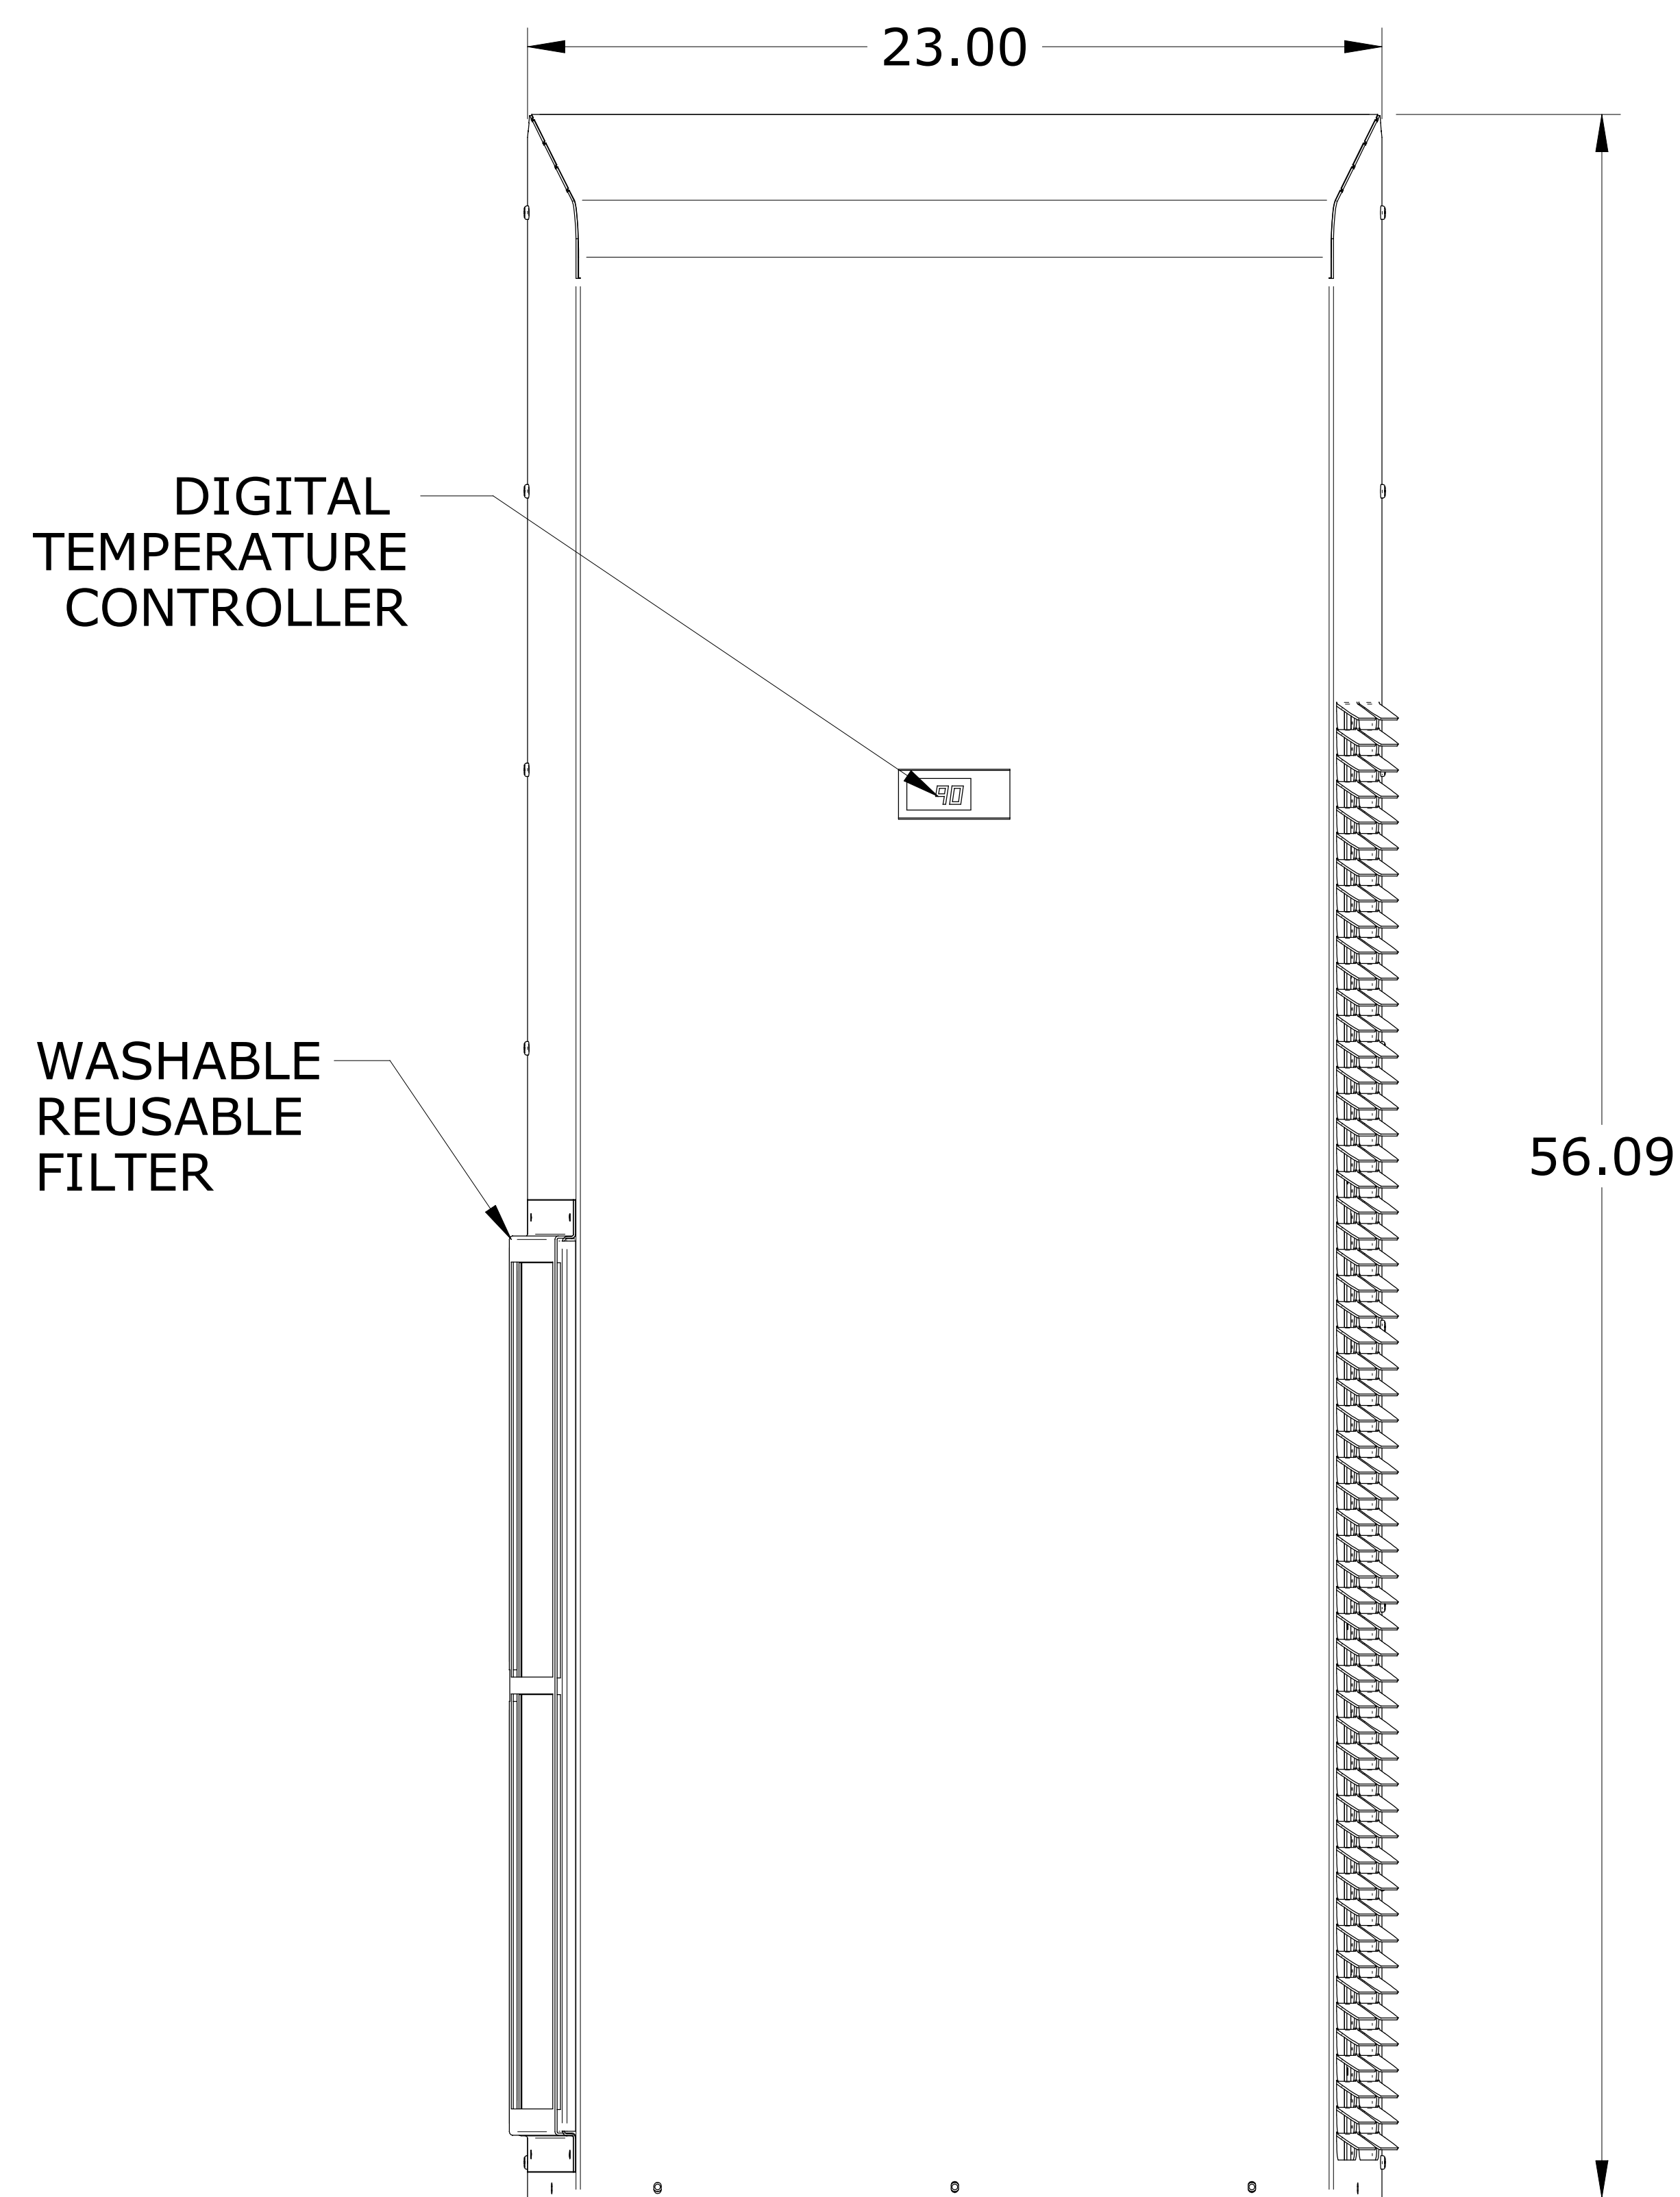 23.00
DIGITAL
TEMPERATURE
CONTROLLER
90
WASHABLE
REUSABLE
FILTER
56.09